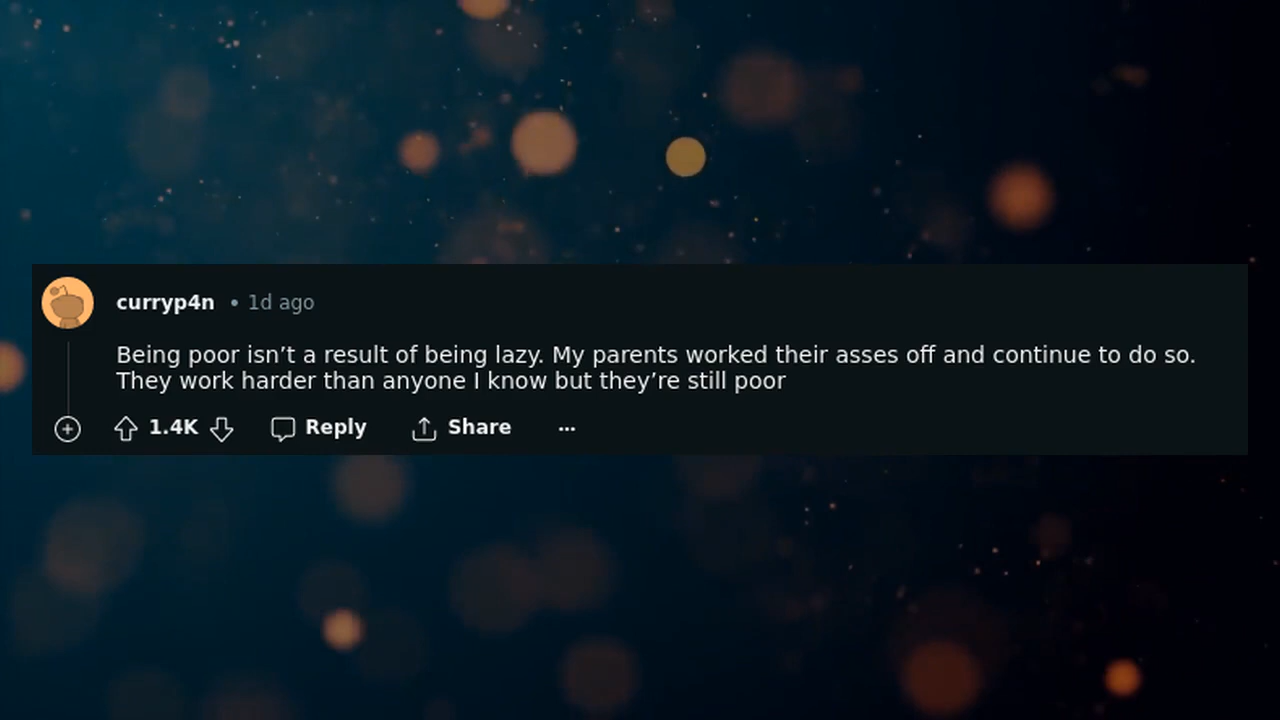 curryp4n • 1d ago
Being poor isn’t a result of being lazy. My parents worked their asses off and continue to do so.
They work harder than anyone I know but they’re still poor
1.4K Reply Share ...